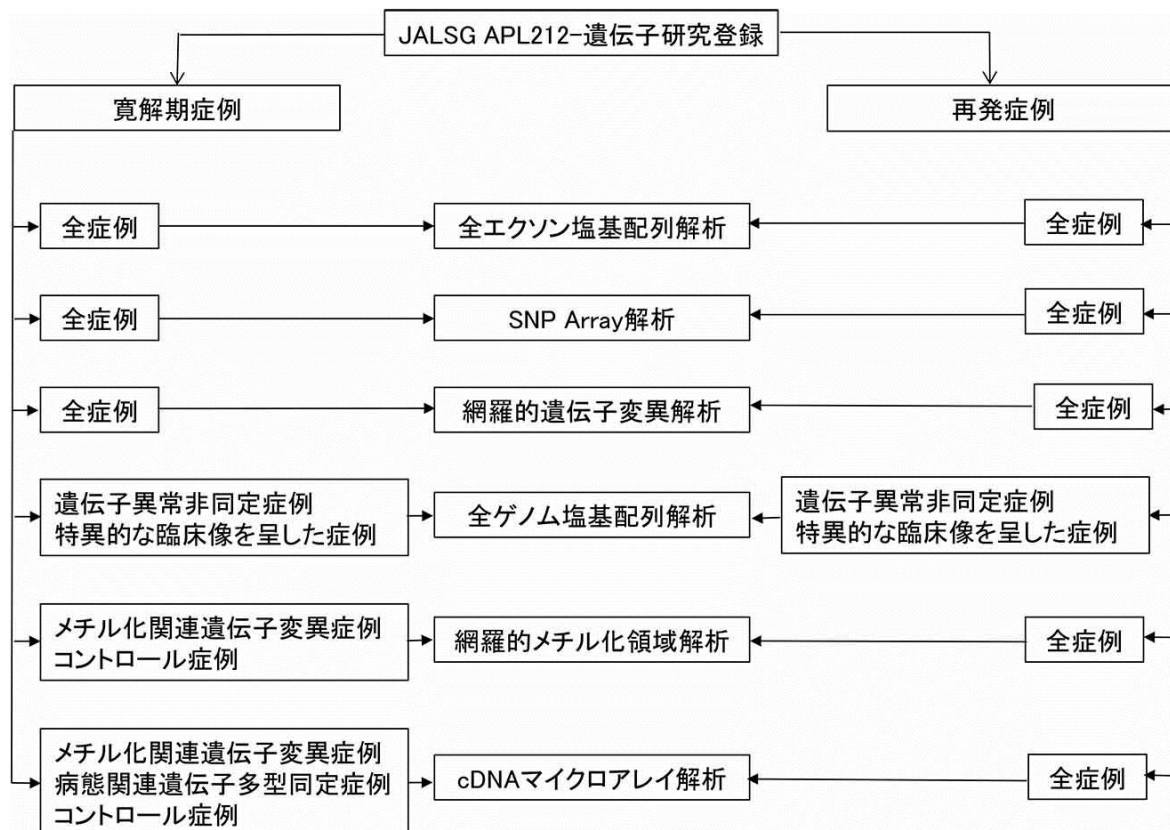 JALSG APL212-遺伝子研究登録
寛解期症例
再発症例
全症例
全エクソン塩基配列解析
全症例
全症例
SNP Array解析
全症例
全症例
網羅的遺伝子変異解析
全症例
遺伝子異常非同定症例
特異的な臨床像を呈した症例
全ゲノム塩基配列解析
遺伝子異常非同定症例
特異的な臨床像を呈した症例
メチル化関連遺伝子変異症例
コントロール症例
網羅的メチル化領域解析
全症例
メチル化関連遺伝子変異症例
病態関連遺伝子多型同定症例
コントロール症例
cDNAマイクロアレイ解析
全症例